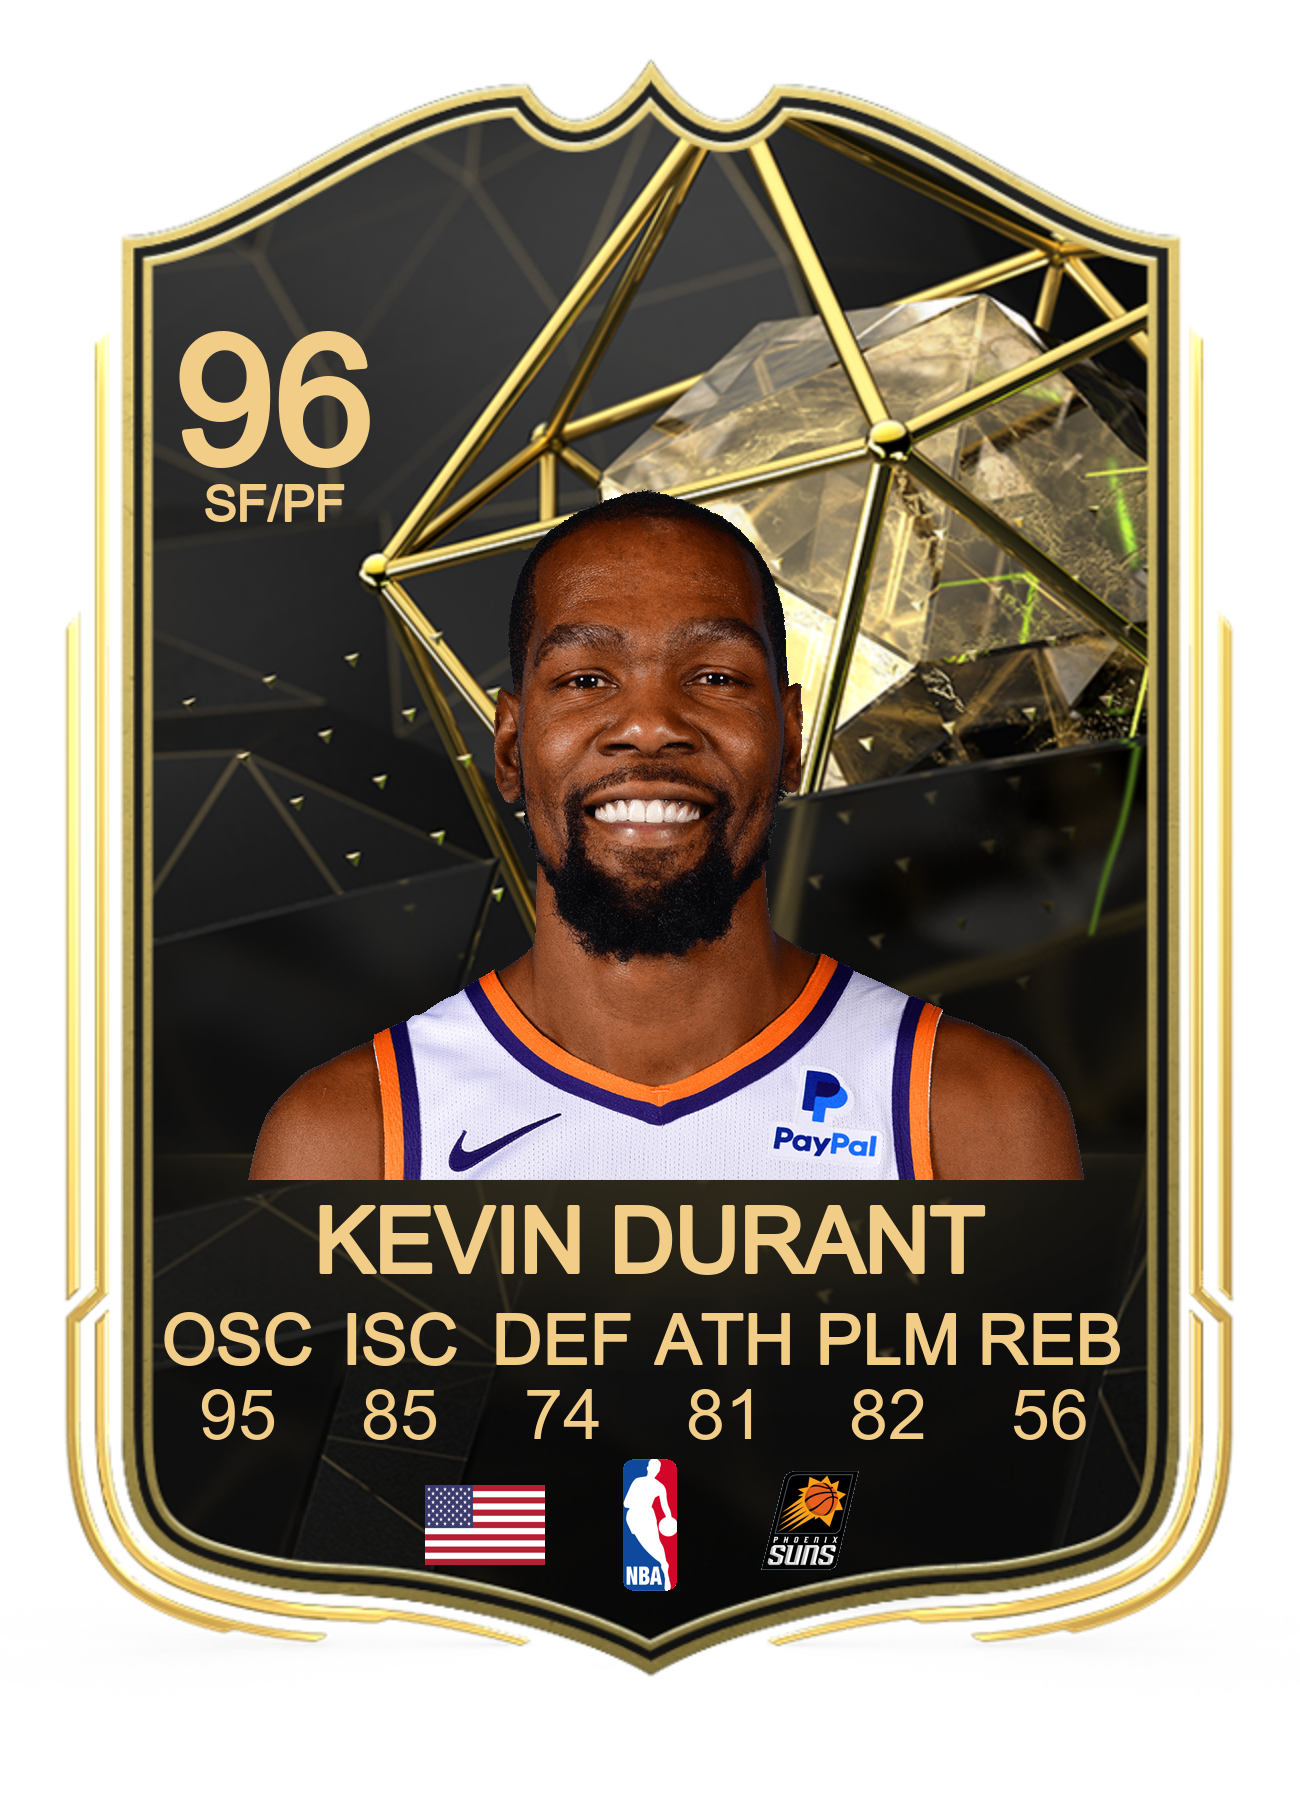 96
SF/PF
PayPal
KEVIN DURANT
OSC ISC DEF ATH PLM REB
95 85 74 81 82 56
NBA
PHOENIX
SUNS